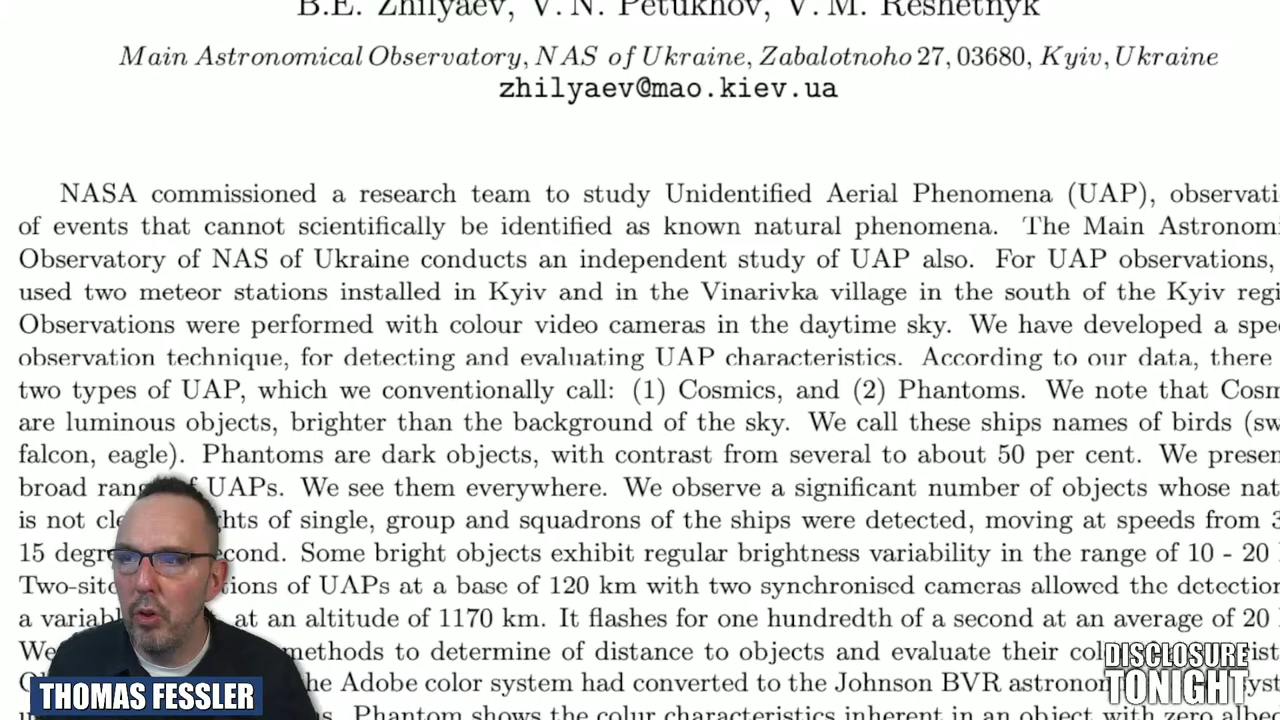 B.E. Zhilyaev, V. N. Petukhov, V. M. Reshetnyk
Main Astronomical Observatory, NAS of Ukraine, Zabalotnoho 27, 03680, Kyiv, Ukraine
zhilyaev@mao.kiev.ua
NASA commissioned a research team to study Unidentified Aerial Phenomena (UAP), observati
of events that cannot scientifically be identified as known natural phenomena. The Main Astronomi
Observatory of NAS of Ukraine conducts an independent study of UAP also. For UAP observations,
used two meteor stations installed in Kyiv and in the Vinarivka village in the south of the Kyiv regi
Observations were performed with colour video cameras in the daytime sky. We have developed a spe
observation technique, for detecting and evaluating UAP characteristics. According to our data, there
two types of UAP, which we conventionally call: (1) Cosmics, and (2) Phantoms. We note that Cosm
are luminous objects, brighter than the background of the sky. We call these ships names of birds (sw
falcon, eagle). Phantoms are dark objects, with contrast from several to about 50 per cent. We presen
broad rang f UAPs. We see them everywhere. We observe a significant number of objects whose nat
is not cle hts of single, group and squadrons of the ships were detected, moving at speeds from 3
15 degr econd. Some bright objects exhibit regular brightness variability in the range of 10 - 20
Two-site tions of UAPs at a base of 120 km with two synchronised cameras allowed the detection
a variab at an altitude of 1170 km. It flashes for one hundredth of a second at an average of 20
We methods to determine of distance to objects and evaluate their col ist
he Adobe color system had converted to the Johnson BVR astronom yst
Phantom shows the colur characteristics inherent in an object with zero albed
THOMAS FESSLER
DISCLOSURE
TONIGHT